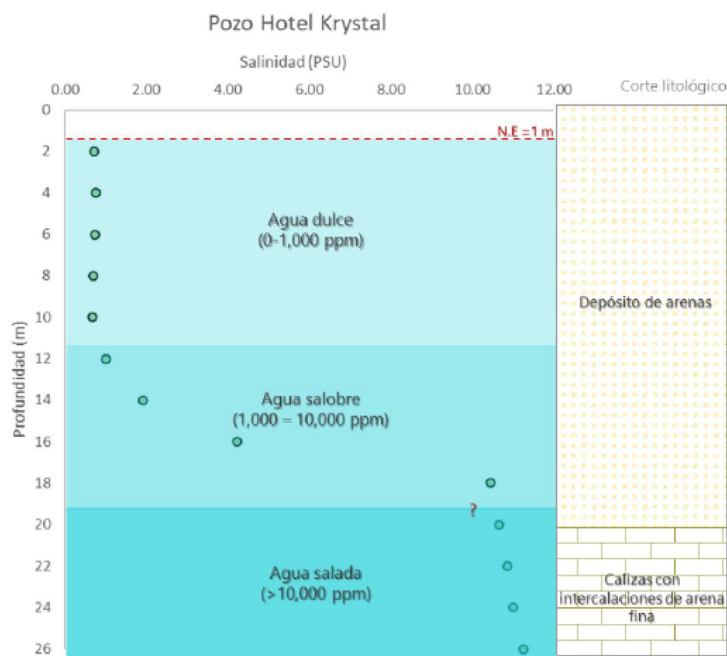 Pozo Hotel Krystal
Salinidad (PSU)
0.00 2.00 4.00 6.00 8.00 10.00 12.00
Corte litológico
0
N.E =1 m
2
4
Agua dulce
(0-1,000 ppm)
6
8
Depósito de arenas
10
Profundidad (m)
12
14
Agua salobre
(1,000 – 10,000 ppm)
16
18
?
20
22
Agua salada
(>10,000 ppm)
Calizas con
intercalaciones de arena
fina
24
26